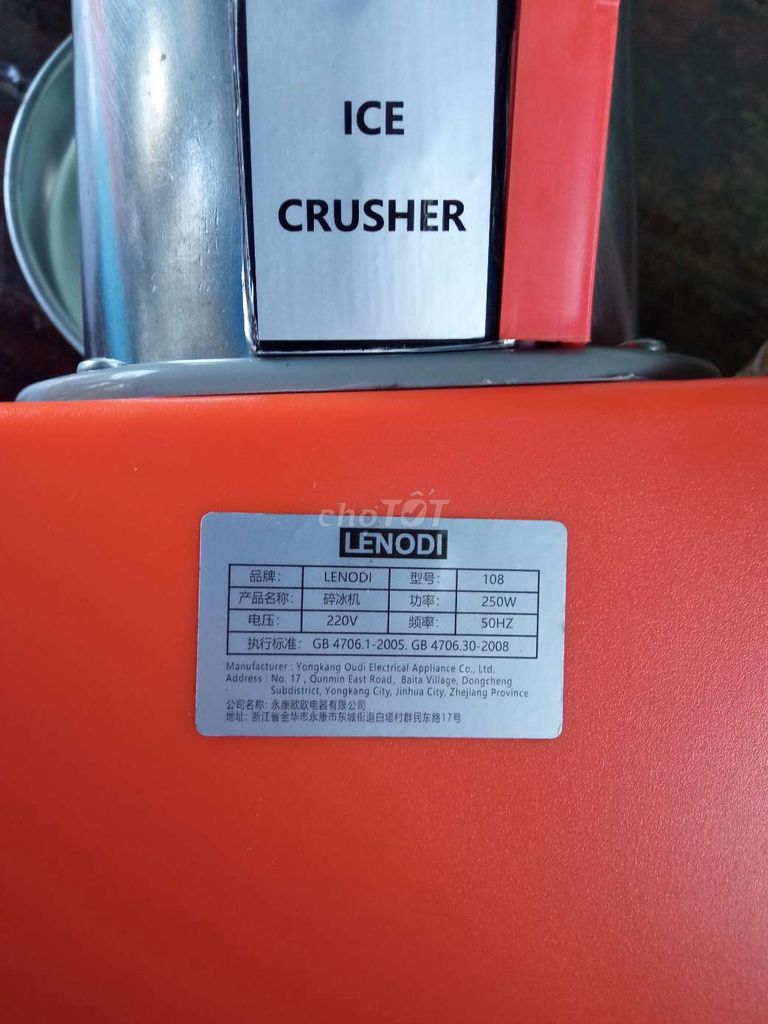 ICE
CRUSHER
choTỐT
LENODI
品牌: LENODI 型号: 108
产品名称: 碎冰机 功率: 250W
电压: 220V 频率: 50HZ
执行标准: GB 4706.1-2005. GB 4706.30-2008
Manufacturer : Yongkang Oudi Electrical Appliance Co., Ltd.
Address : No. 17 , Qunmin East Road, Baita Village, Dongcheng
Subdistrict, Yongkang City, Jinhua City, Zhejiang Province
公司名称: 永康欧欧电器有限公司
地址: 浙江省金华市永康市东城街道白塔村群民东路17号